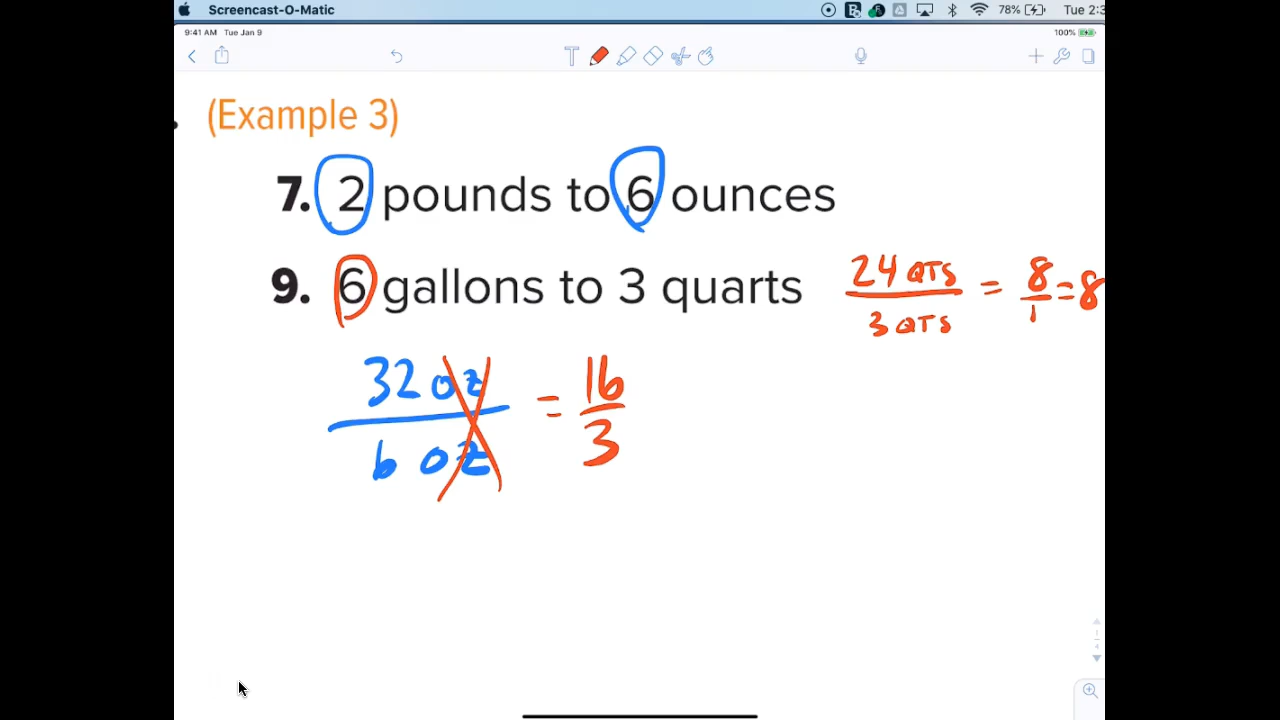 Screencast-O-Matic 78% Tue 2:3
9:41 AM Tue Jan 9 100%
(Example 3)
7. 2 pounds to 6 ounces
9. 6 gallons to 3 quarts
24 QTS
3 QTS
= 8
1
=8
32 oz
6 oz
= 16
3